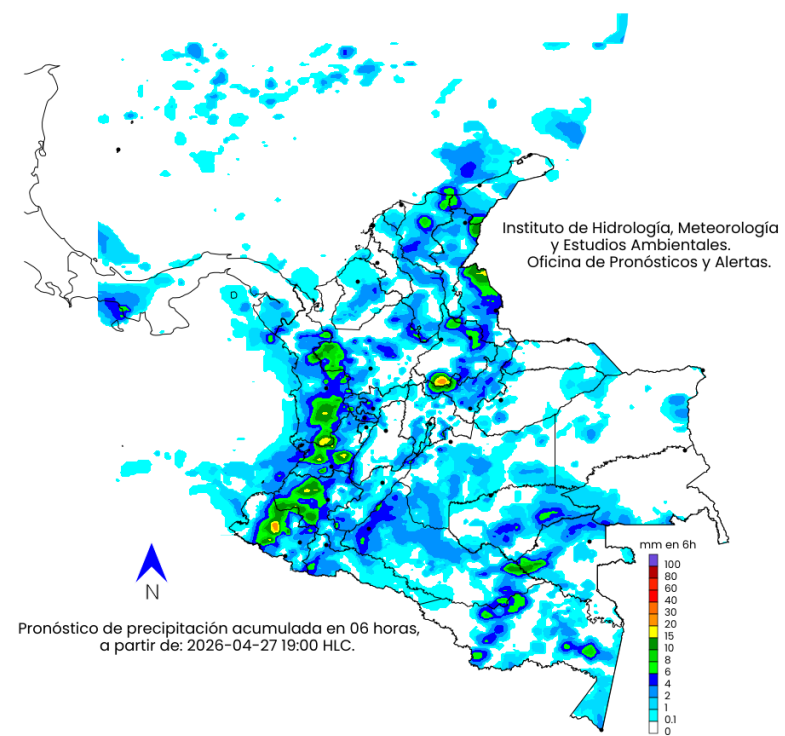 Instituto de Hidrología, Meteorología
y Estudios Ambientales.
Oficina de Pronósticos y Alertas.
D
mm en 6h
100
80
60
40
30
20
15
10
8
6
4
2
1
0.1
0
N
Pronóstico de precipitación acumulada en 06 horas,
a partir de: 2026-04-27 19:00 HLC.